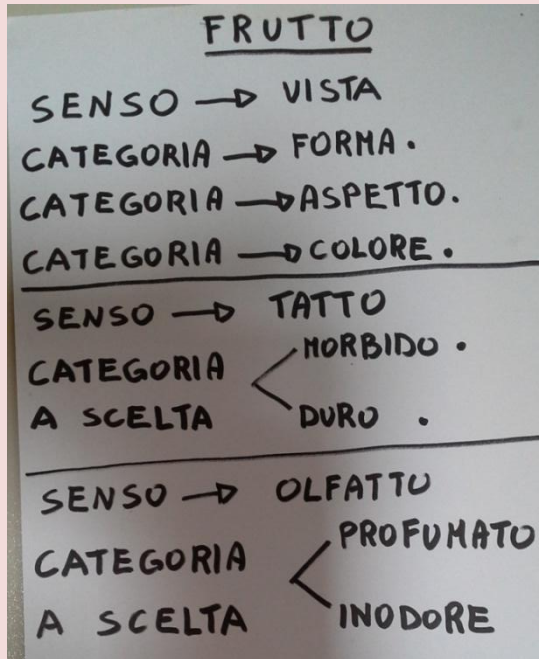 FRUTTO
SENSO → VISTA
CATEGORIA → FORMA.
CATEGORIA → ASPETTO.
CATEGORIA → COLORE.
SENSO → TATTO
MORBIDO.
CATEGORIA
A SCELTA DURO .
SENSO → OLFATTO
PROFUMATO
CATEGORIA
A SCELTA INODORE